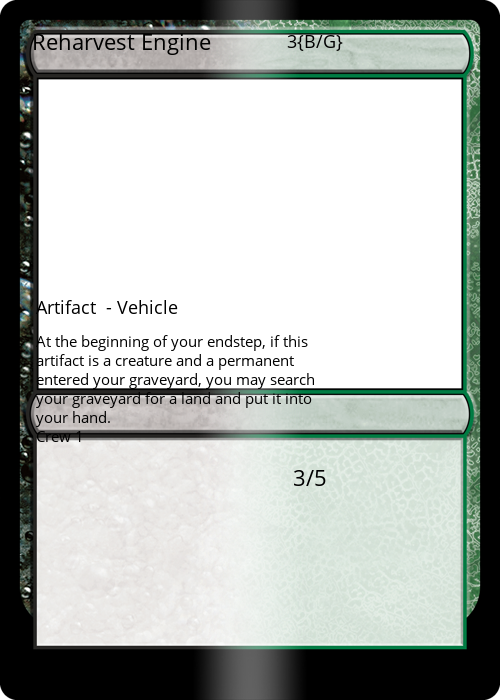 Reharvest Engine 3{B/G}
Artifact  - Vehicle
At the beginning of your endstep, if this
artifact is a creature and a permanent
entered your graveyard, you may search
your graveyard for a land and put it into
your hand.
Crew 1
3/5